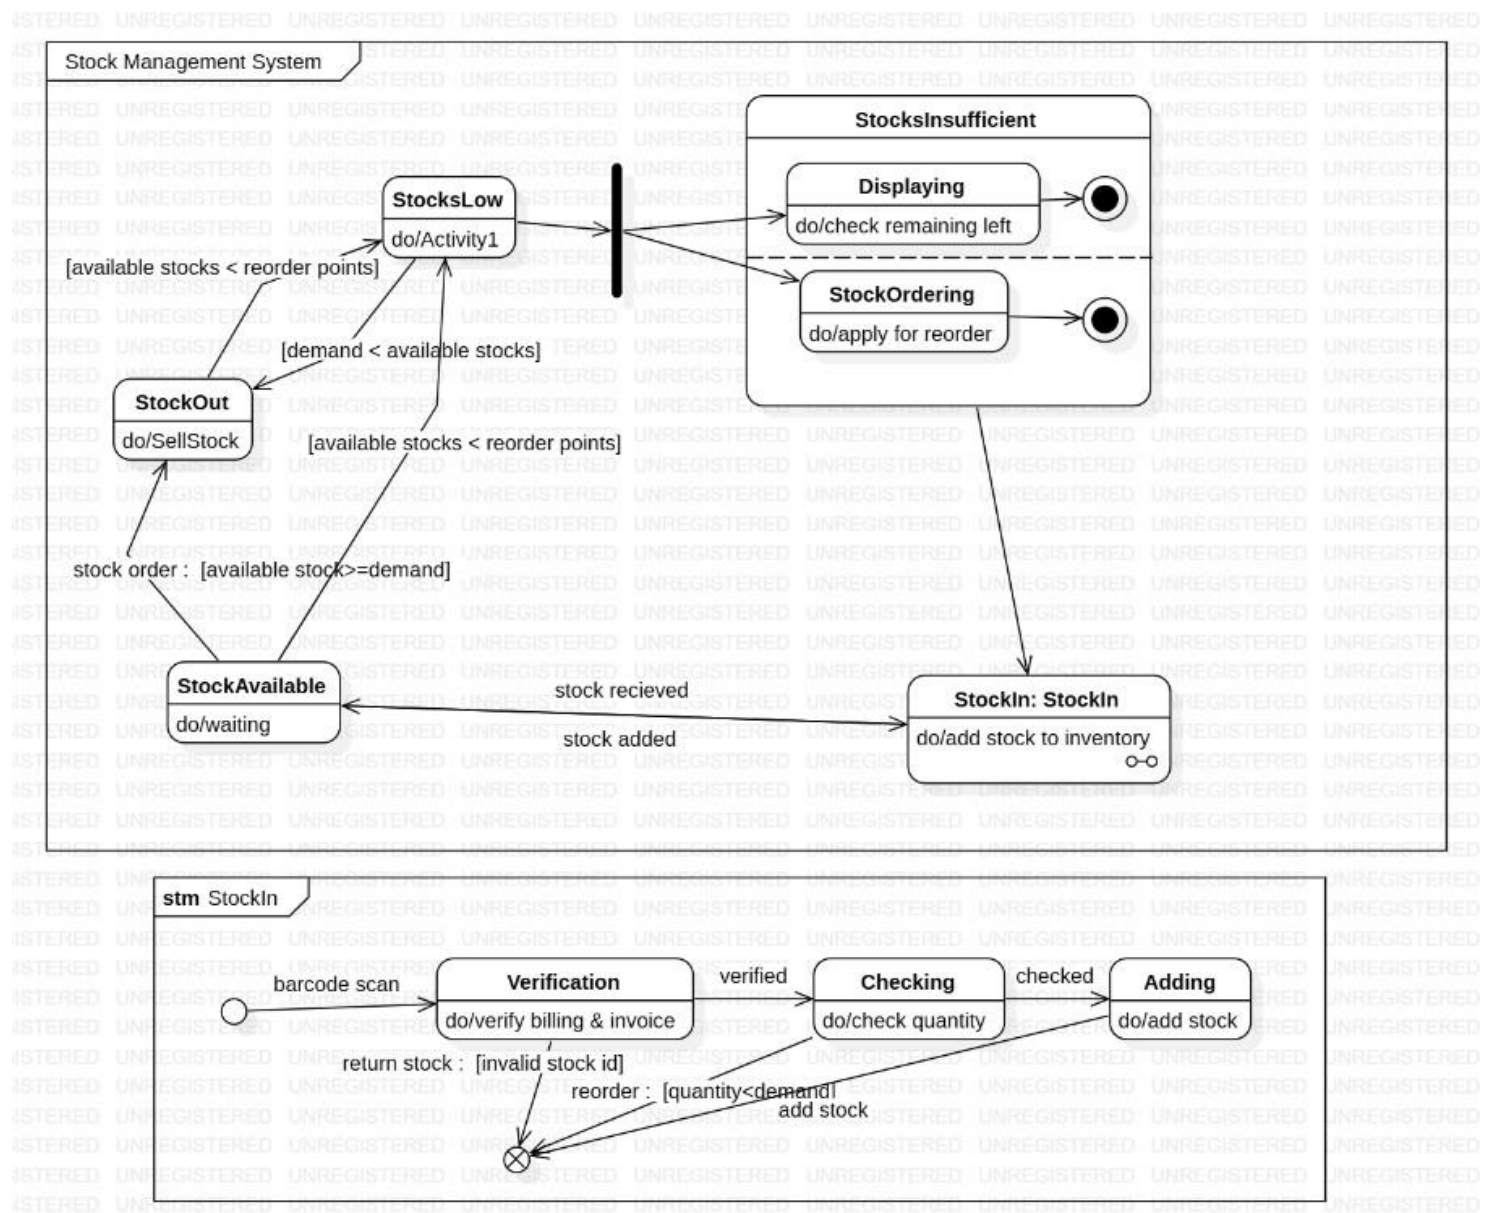 Stock Management System
StocksInsufficient
Displaying
do/check remaining left
StocksLow
do/Activity1
[available stocks < reorder points]
StockOrdering
do/apply for reorder
[demand < available stocks]
StockOut
do/SellStock
[available stocks < reorder points]
stock order : [available stock>=demand]
StockAvailable
do/waiting
stock recieved
stock added
StockIn: StockIn
do/add stock to inventory
stm StockIn
barcode scan
Verification
do/verify billing & invoice
verified
Checking
do/check quantity
checked
Adding
do/add stock
return stock : [invalid stock id]
reorder : [quantity<demand]
add stock
UNREGISTERED